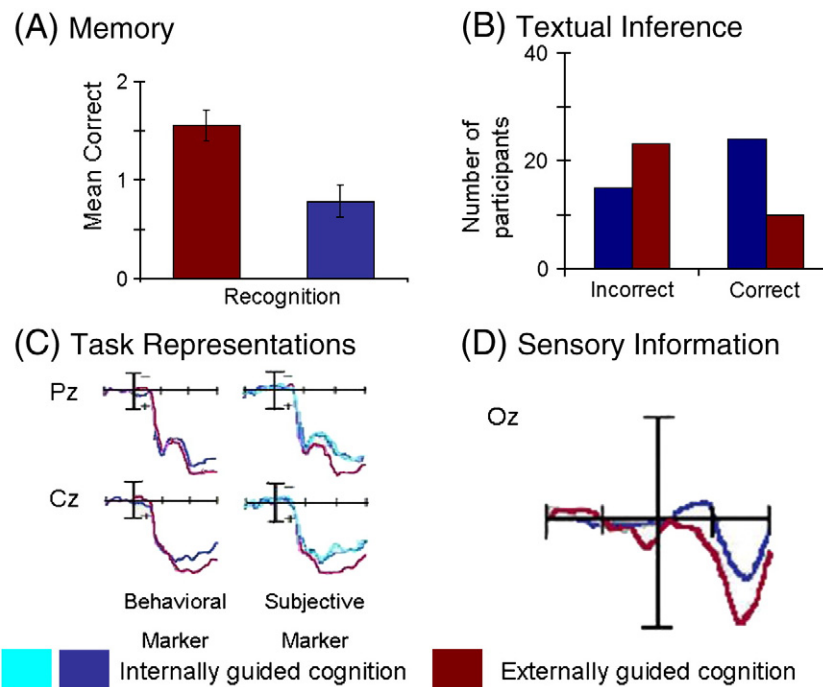 (A) Memory
2
1
0
Mean Correct
Recognition
(B) Textual Inference
40
20
0
Number of
participants
Incorrect
Correct
(C) Task Representations
Pz
−
+
−
+
Cz
−
+
−
+
Behavioral
Marker
Subjective
Marker
(D) Sensory Information
Oz
Internally guided cognition
Externally guided cognition